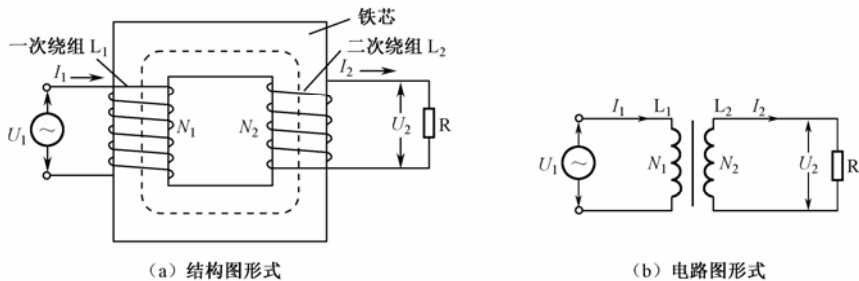 铁芯
一次绕组 L₁
二次绕组 L₂
I₁
I₂
U₁
N₁
N₂
U₂
R
(a) 结构图形式
I₁
L₁
L₂
I₂
U₁
N₁
N₂
U₂
R
(b) 电路图形式